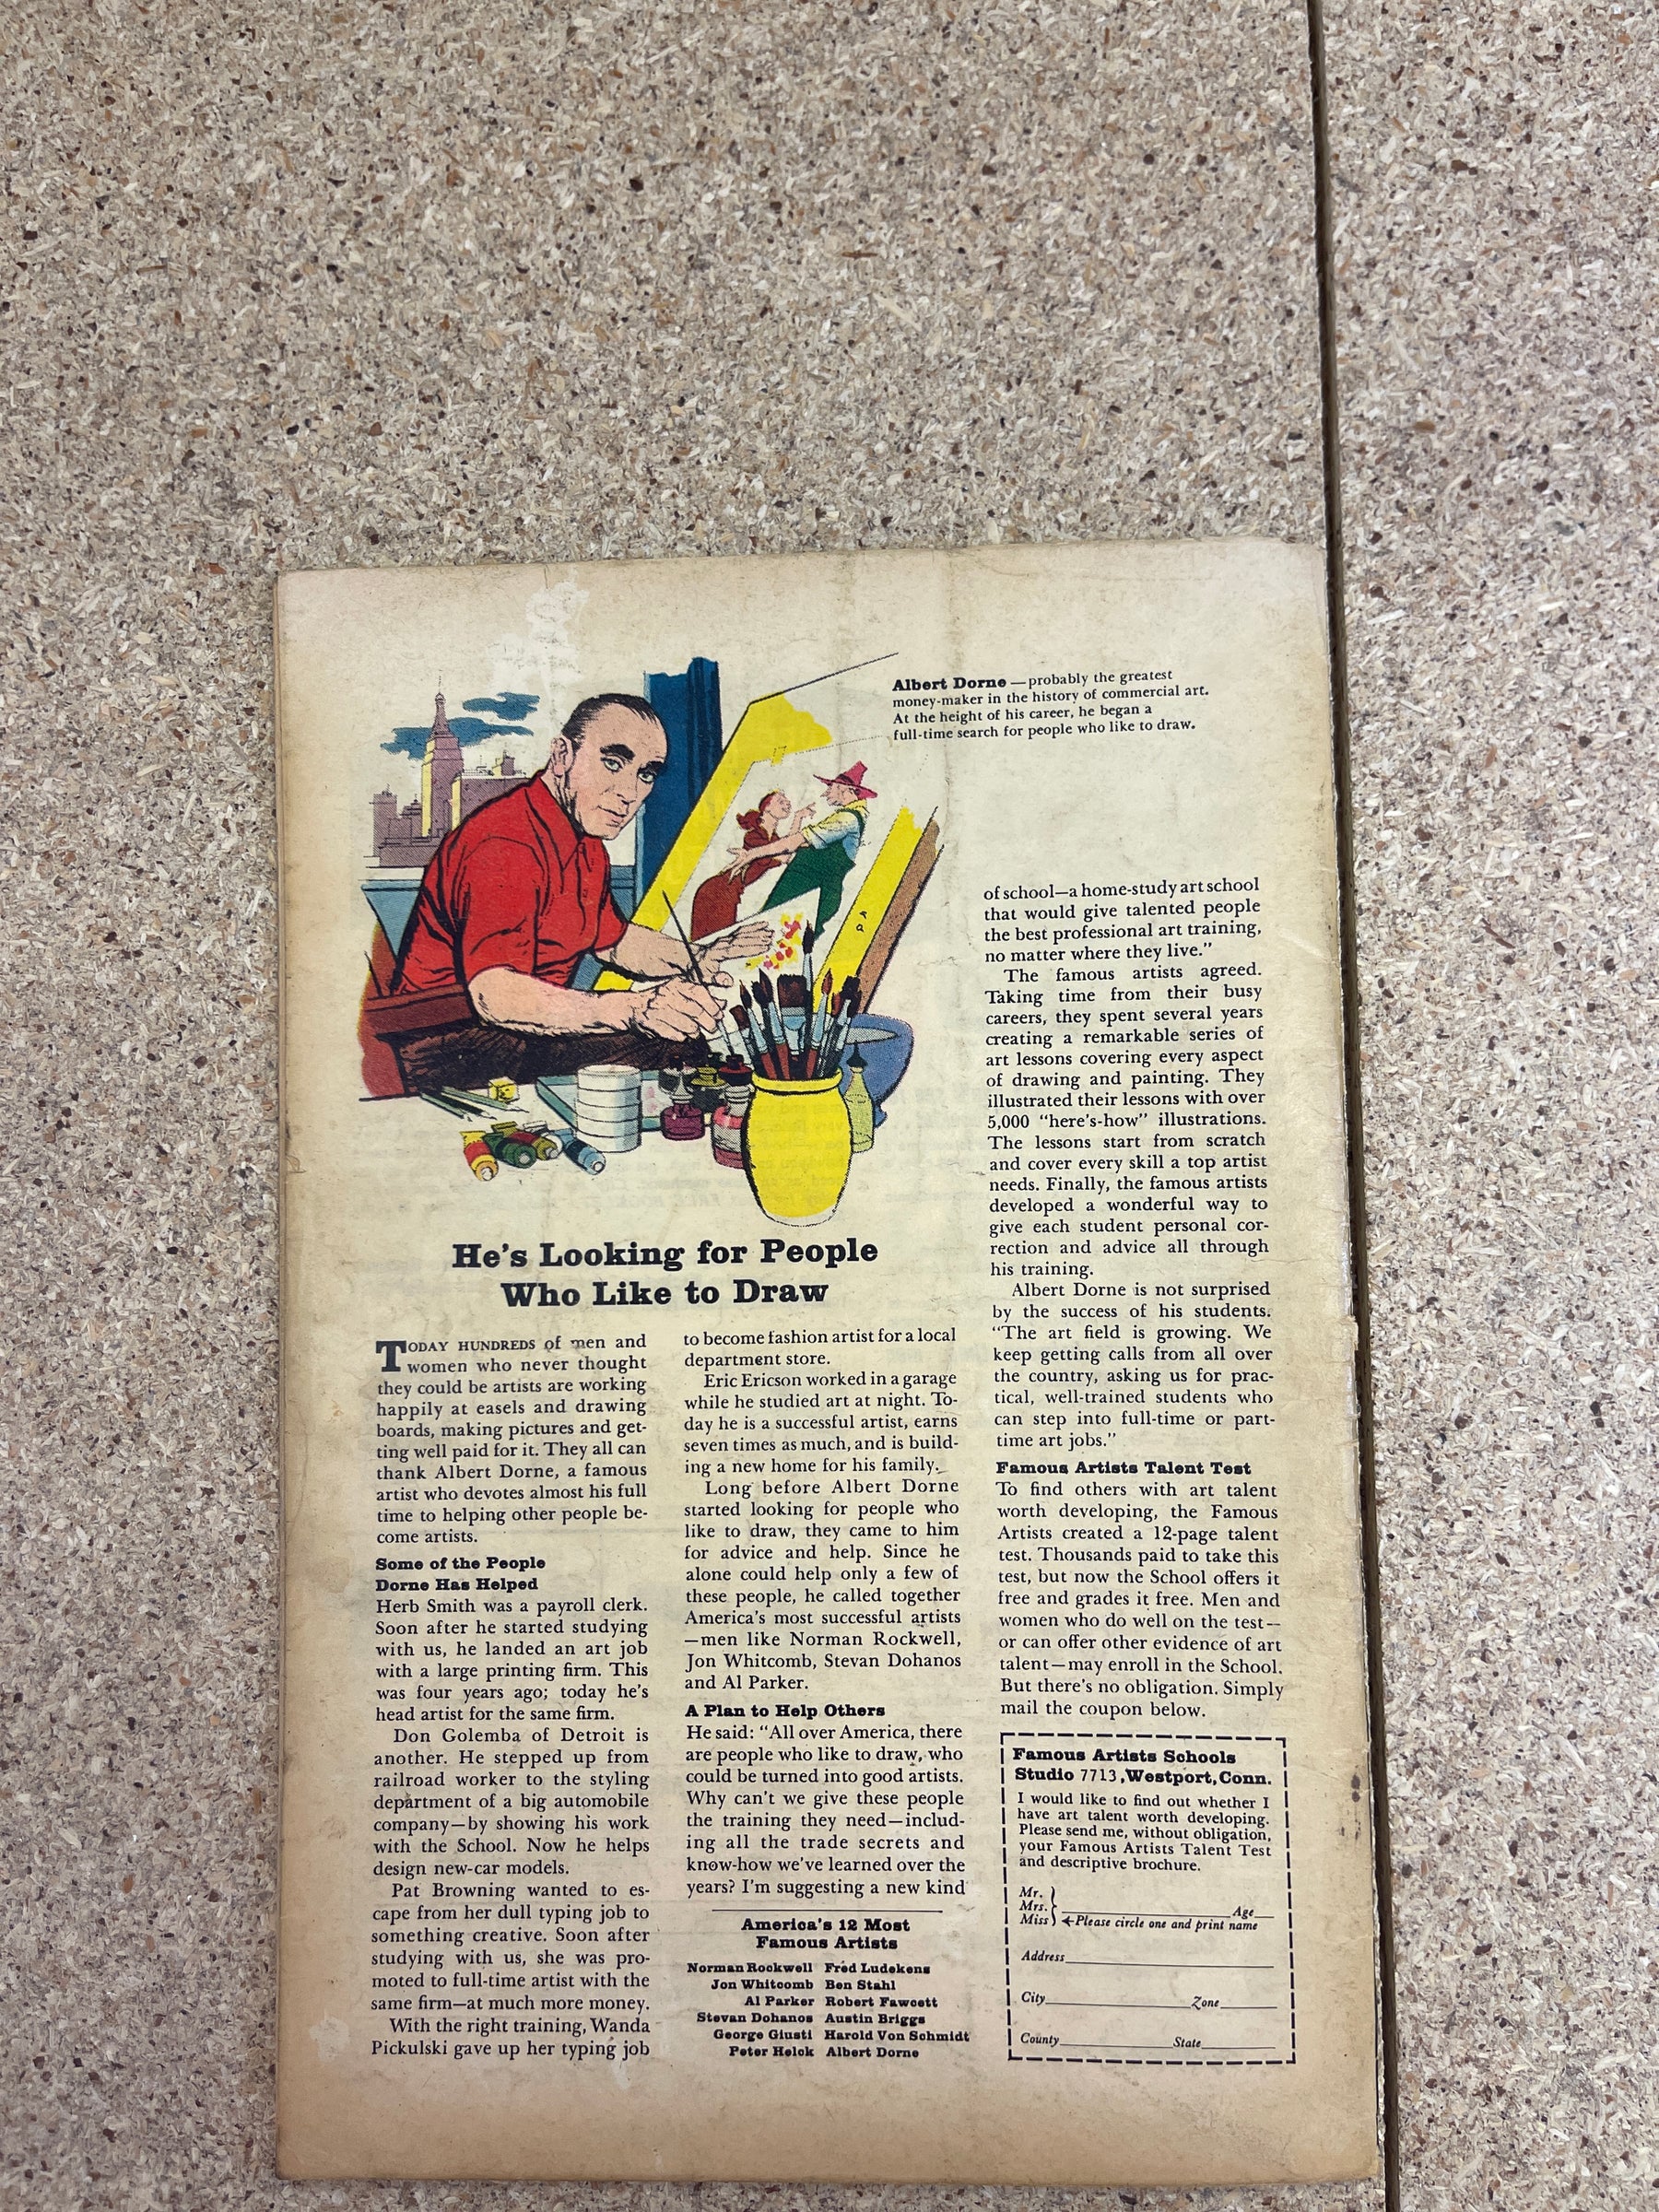 Albert Dorne—probably the greatest
money-maker in the history of commercial art.
At the height of his career, he began a
full-time search for people who like to draw.
He's Looking for People
Who Like to Draw
TODAY HUNDREDS of men and
women who never thought
they could be artists are working
happily at easels and drawing
boards, making pictures and get-
ting well paid for it. They all can
thank Albert Dorne, a famous
artist who devotes almost his full
time to helping other people be-
come artists.
Some of the People
Dorne Has Helped
Herb Smith was a payroll clerk.
Soon after he started studying
with us, he landed an art job
with a large printing firm. This
was four years ago; today he's
head artist for the same firm.
Don Golemba of Detroit is
another. He stepped up from
railroad worker to the styling
department of a big automobile
company—by showing his work
with the School. Now he helps
design new-car models.
Pat Browning wanted to es-
cape from her dull typing job to
something creative. Soon after
studying with us, she was pro-
moted to full-time artist with the
same firm—at much more money.
With the right training, Wanda
Pickulski gave up her typing job
to become fashion artist for a local
department store.
Eric Ericson worked in a garage
while he studied art at night. To-
day he is a successful artist, earns
seven times as much, and is build-
ing a new home for his family.
Long before Albert Dorne
started looking for people who
like to draw, they came to him
for advice and help. Since he
alone could help only a few of
these people, he called together
America's most successful artists
—men like Norman Rockwell,
Jon Whitcomb, Stevan Dohanos
and Al Parker.
A Plan to Help Others
He said: "All over America, there
are people who like to draw, who
could be turned into good artists.
Why can't we give these people
the training they need—includ-
ing all the trade secrets and
know-how we've learned over the
years? I'm suggesting a new kind
America's 12 Most
Famous Artists
Norman Rockwell Fred Ludekens
Jon Whitcomb Ben Stahl
Al Parker Robert Fawcett
Stevan Dohanos Austin Briggs
George Giusti Harold Von Schmidt
Peter Helck Albert Dorne
of school—a home-study art school
that would give talented people
the best professional art training,
no matter where they live."
The famous artists agreed.
Taking time from their busy
careers, they spent several years
creating a remarkable series of
art lessons covering every aspect
of drawing and painting. They
illustrated their lessons with over
5,000 "here's-how" illustrations.
The lessons start from scratch
and cover every skill a top artist
needs. Finally, the famous artists
developed a wonderful way to
give each student personal cor-
rection and advice all through
his training.
Albert Dorne is not surprised
by the success of his students.
"The art field is growing. We
keep getting calls from all over
the country, asking us for prac-
tical, well-trained students who
can step into full-time or part-
time art jobs."
Famous Artists Talent Test
To find others with art talent
worth developing, the Famous
Artists created a 12-page talent
test. Thousands paid to take this
test, but now the School offers it
free and grades it free. Men and
women who do well on the test—
or can offer other evidence of art
talent—may enroll in the School.
But there's no obligation. Simply
mail the coupon below.
Famous Artists Schools
Studio 7713, Westport, Conn.
I would like to find out whether I
have art talent worth developing.
Please send me, without obligation,
your Famous Artists Talent Test
and descriptive brochure.
Mr.
Mrs. Age
Miss ←Please circle one and print name
Address
City Zone
County State